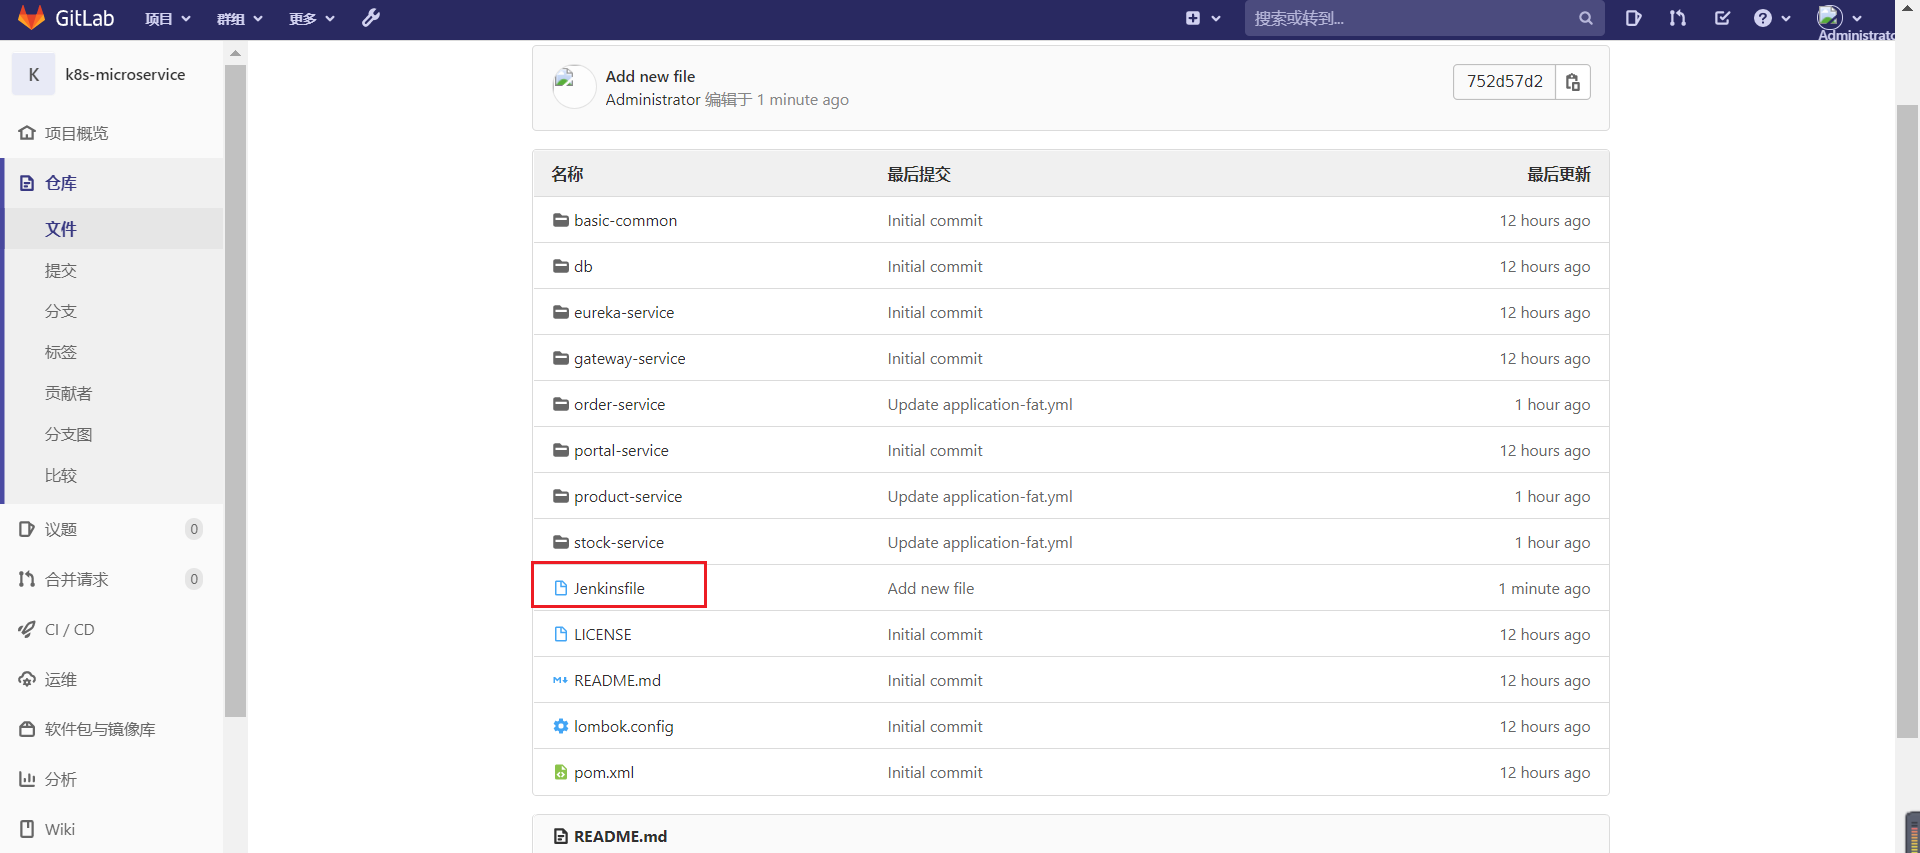 GitLab 项目 群组 更多 搜索或转到... Administrato
K k8s-microservice
项目概览
仓库
文件
提交
分支
标签
贡献者
分支图
比较
议题 0
合并请求 0
CI / CD
运维
软件包与镜像库
分析
Wiki
Add new file
Administrator 编辑于 1 minute ago
752d57d2
名称 最后提交 最后更新
basic-common Initial commit 12 hours ago
db Initial commit 12 hours ago
eureka-service Initial commit 12 hours ago
gateway-service Initial commit 12 hours ago
order-service Update application-fat.yml 1 hour ago
portal-service Initial commit 12 hours ago
product-service Update application-fat.yml 1 hour ago
stock-service Update application-fat.yml 1 hour ago
Jenkinsfile Add new file 1 minute ago
LICENSE Initial commit 12 hours ago
README.md Initial commit 12 hours ago
lombok.config Initial commit 12 hours ago
pom.xml Initial commit 12 hours ago
README.md